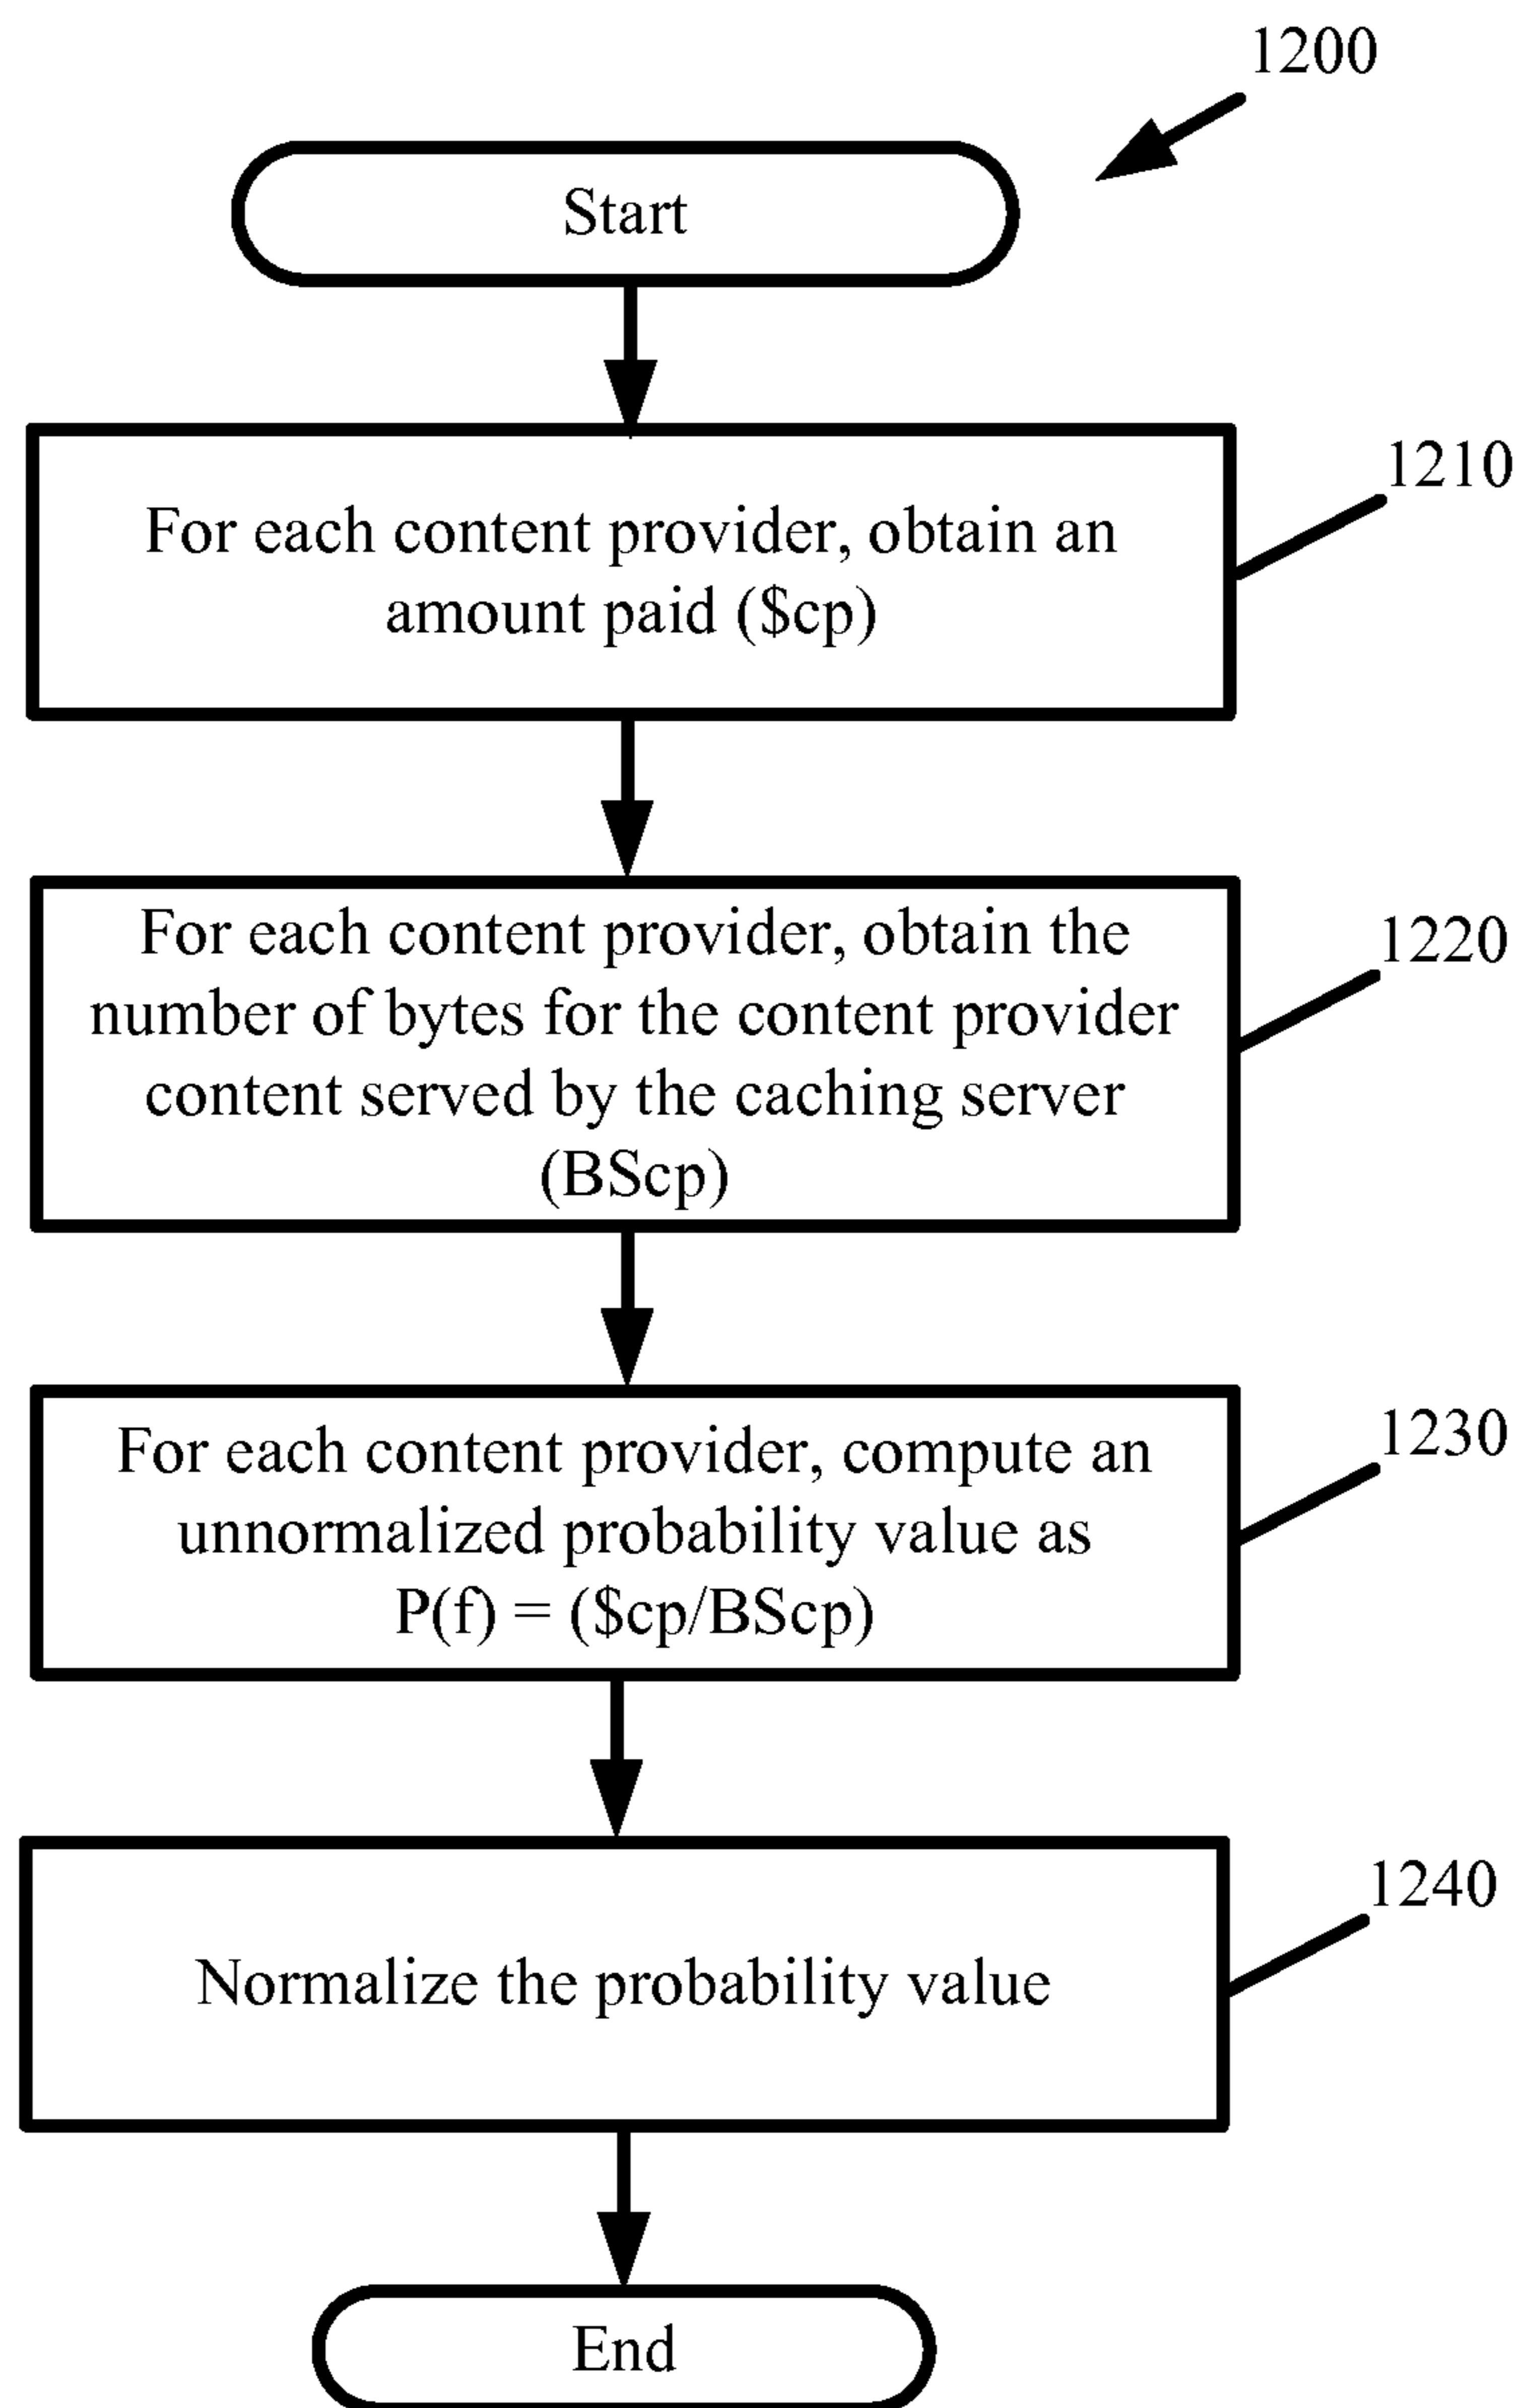 1200
Start
For each content provider, obtain an
amount paid ($cp)
1210
For each content provider, obtain the
number of bytes for the content provider
content served by the caching server
(BScp)
1220
For each content provider, compute an
unnormalized probability value as
P(f) = ($cp/BScp)
1230
Normalize the probability value
1240
End